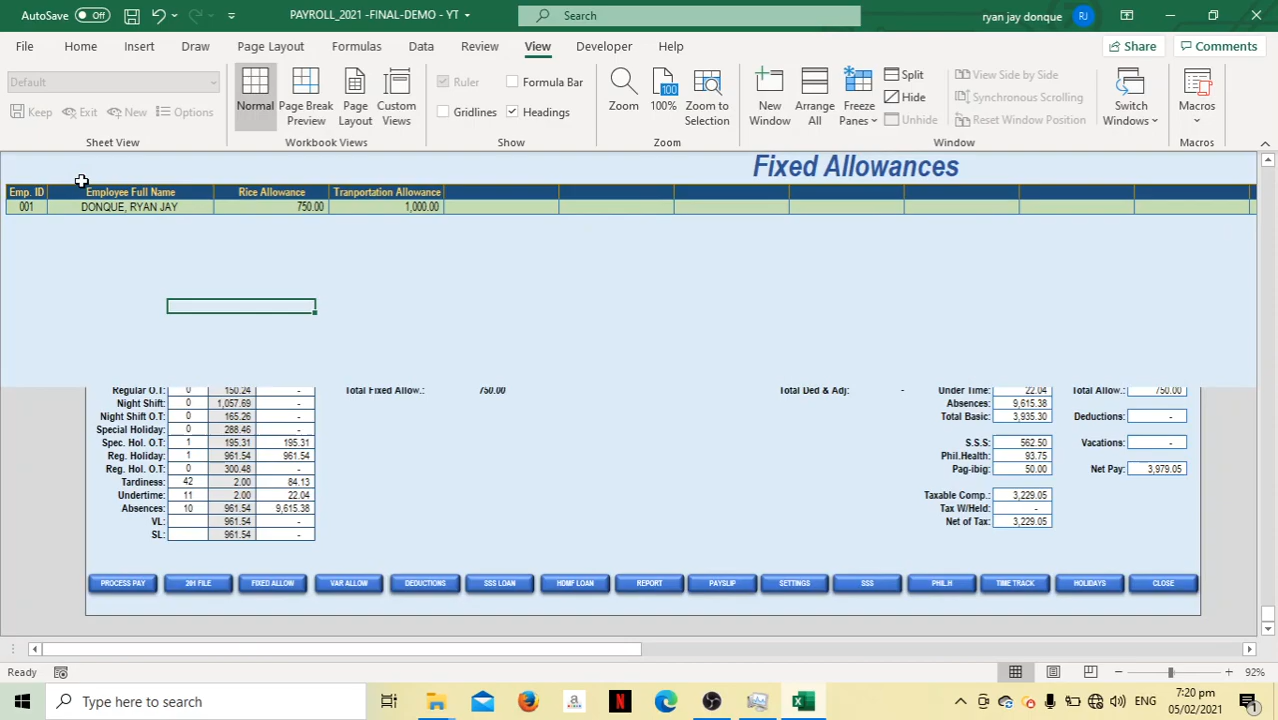 AutoSave Off PAYROLL_2021 -FINAL-DEMO - YT Search ryan jay donque RJ
File Home Insert Draw Page Layout Formulas Data Review View Developer Help Share Comments
Default Ruler Formula Bar Split View Side by Side
Keep Exit New Options Normal Page Break Preview Page Layout Custom Views Gridlines Headings Zoom 100% Zoom to Selection New Window Arrange All Freeze Panes Hide Unhide Synchronous Scrolling Reset Window Position Switch Windows Macros
Sheet View Workbook Views Show Zoom Window Macros
Fixed Allowances
Emp. ID Employee Full Name Rice Allowance Tranportation Allowance
001 DONQUE, RYAN JAY 750.00 1,000.00
Regular O.T: 0 150.24 - Total Fixed Allow.: 750.00 Total Ded & Adj: - Under Time: 22.04 Total Allow.: 750.00
Night Shift: 0 1,057.69 - Absences: 9,615.38
Night Shift O.T: 0 165.26 - Total Basic: 3,935.30 Deductions: -
Special Holiday: 0 288.46 -
Spec. Hol. O.T: 1 195.31 195.31 S.S.S: 562.50 Vacations: -
Reg. Holiday: 1 961.54 961.54 Phil.Health: 93.75
Reg. Hol. O.T: 0 300.48 - Pag-ibig: 50.00 Net Pay: 3,979.05
Tardiness: 42 2.00 84.13
Undertime: 11 2.00 22.04 Taxable Comp.: 3,229.05
Absences: 10 961.54 9,615.38 Tax W/Held: -
VL: 961.54 - Net of Tax: 3,229.05
SL: 961.54 -
PROCESS PAY 201 FILE FIXED ALLOW VAR ALLOW DEDUCTIONS SSS LOAN HDMF LOAN REPORT PAYSLIP SETTINGS SSS PHIL.H TIME TRACK HOLIDAYS CLOSE
Ready 92%
Type here to search a N ENG 7:20 pm
05/02/2021 1